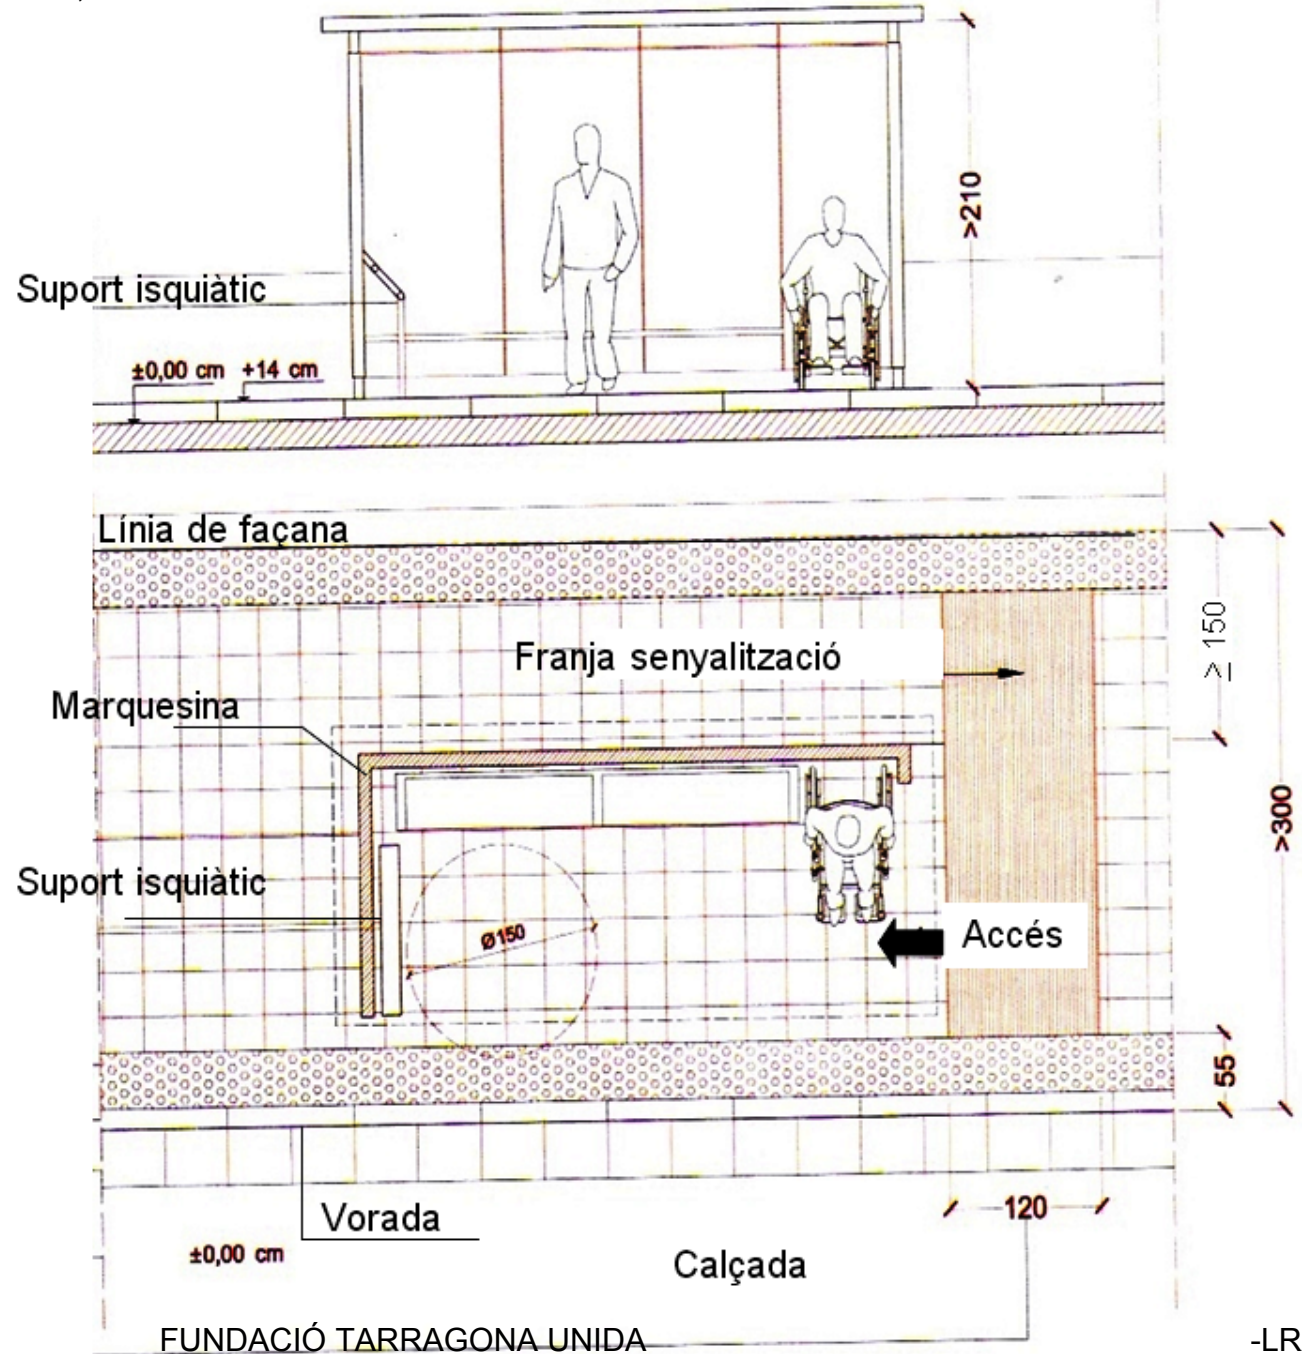 >210
Suport isquiàtic
±0,00 cm +14 cm
Línia de façana
≥ 150
Franja senyalització
Marquesina
>300
Suport isquiàtic
Ø150
Accés
55
120
Vorada
±0,00 cm
Calçada
FUNDACIÓ TARRAGONA UNIDA
-LR